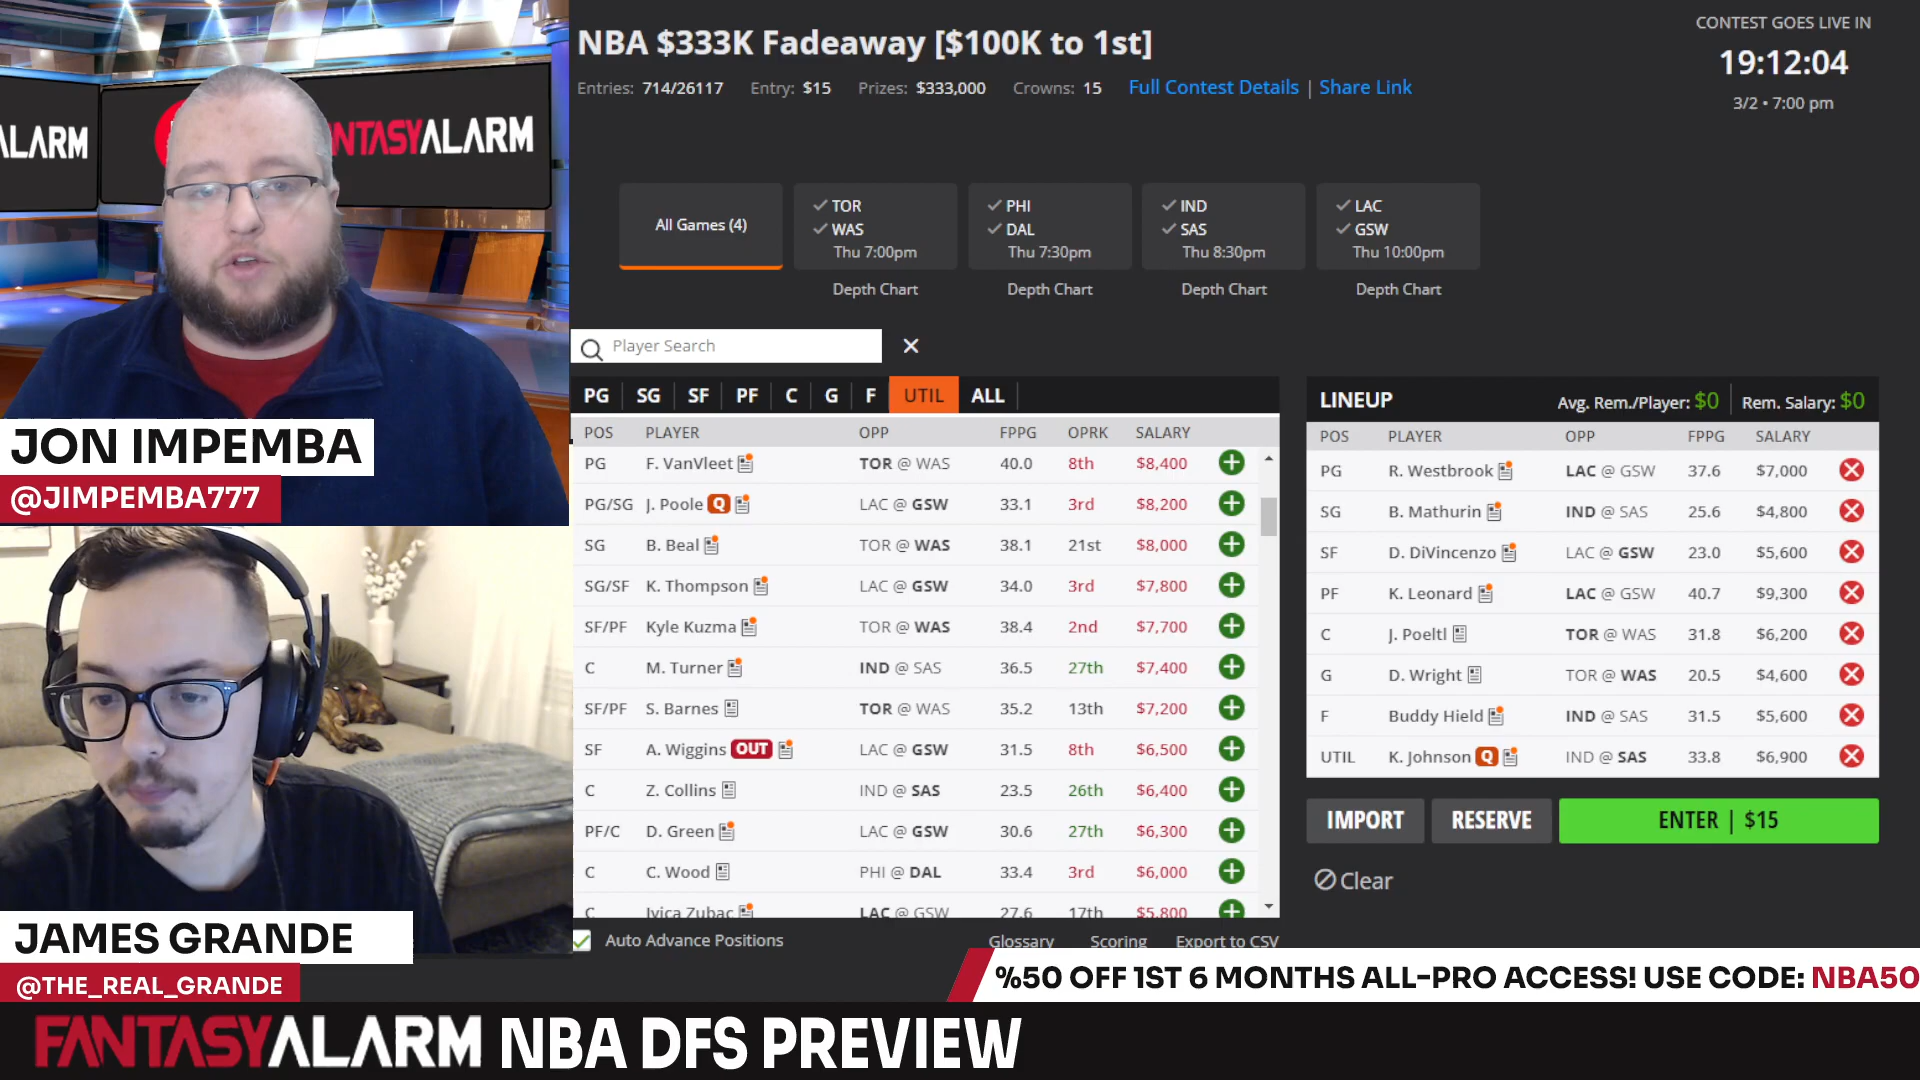 ALARM
FANTASYALARM
JON IMPEMBA
@JIMPEMBA777
JAMES GRANDE
@THE_REAL_GRANDE
NBA $333K Fadeaway [$100K to 1st]
Entries: 714/26117 Entry: $15 Prizes: $333,000 Crowns: 15 Full Contest Details | Share Link
CONTEST GOES LIVE IN
19:12:04
3/2 • 7:00 pm
All Games (4)
TOR
WAS
Thu 7:00pm
Depth Chart
PHI
DAL
Thu 7:30pm
Depth Chart
IND
SAS
Thu 8:30pm
Depth Chart
LAC
GSW
Thu 10:00pm
Depth Chart
Player Search
PG SG SF PF C G F UTIL ALL
POS PLAYER OPP FPPG OPRK SALARY
PG F. VanVleet TOR @ WAS 40.0 8th $8,400
PG/SG J. Poole Q LAC @ GSW 33.1 3rd $8,200
SG B. Beal TOR @ WAS 38.1 21st $8,000
SG/SF K. Thompson LAC @ GSW 34.0 3rd $7,800
SF/PF Kyle Kuzma TOR @ WAS 38.4 2nd $7,700
C M. Turner IND @ SAS 36.5 27th $7,400
SF/PF S. Barnes TOR @ WAS 35.2 13th $7,200
SF A. Wiggins OUT LAC @ GSW 31.5 8th $6,500
C Z. Collins IND @ SAS 23.5 26th $6,400
PF/C D. Green LAC @ GSW 30.6 27th $6,300
C C. Wood PHI @ DAL 33.4 3rd $6,000
C Ivica Zubac LAC @ GSW 27.6 17th $5,800
Auto Advance Positions
Glossary Scoring Export to CSV
LINEUP Avg. Rem./Player: $0 Rem. Salary: $0
POS PLAYER OPP FPPG SALARY
PG R. Westbrook LAC @ GSW 37.6 $7,000
SG B. Mathurin IND @ SAS 25.6 $4,800
SF D. DiVincenzo LAC @ GSW 23.0 $5,600
PF K. Leonard LAC @ GSW 40.7 $9,300
C J. Poeltl TOR @ WAS 31.8 $6,200
G D. Wright TOR @ WAS 20.5 $4,600
F Buddy Hield IND @ SAS 31.5 $5,600
UTIL K. Johnson Q IND @ SAS 33.8 $6,900
IMPORT RESERVE ENTER | $15
Clear
%50 OFF 1ST 6 MONTHS ALL-PRO ACCESS! USE CODE: NBA50
FANTASYALARM NBA DFS PREVIEW